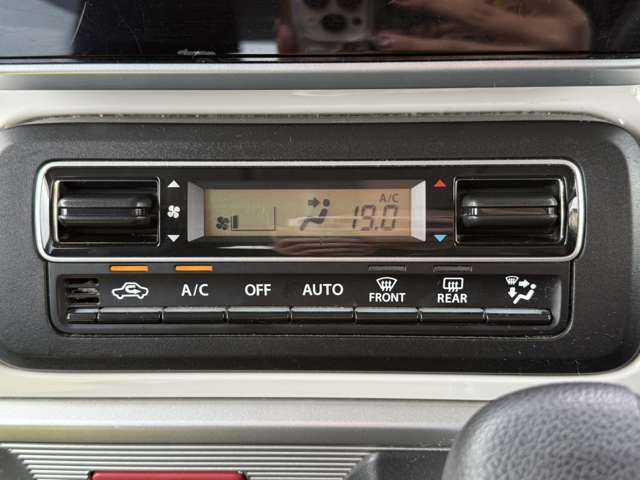 A/C
19.0
A/C OFF AUTO FRONT REAR